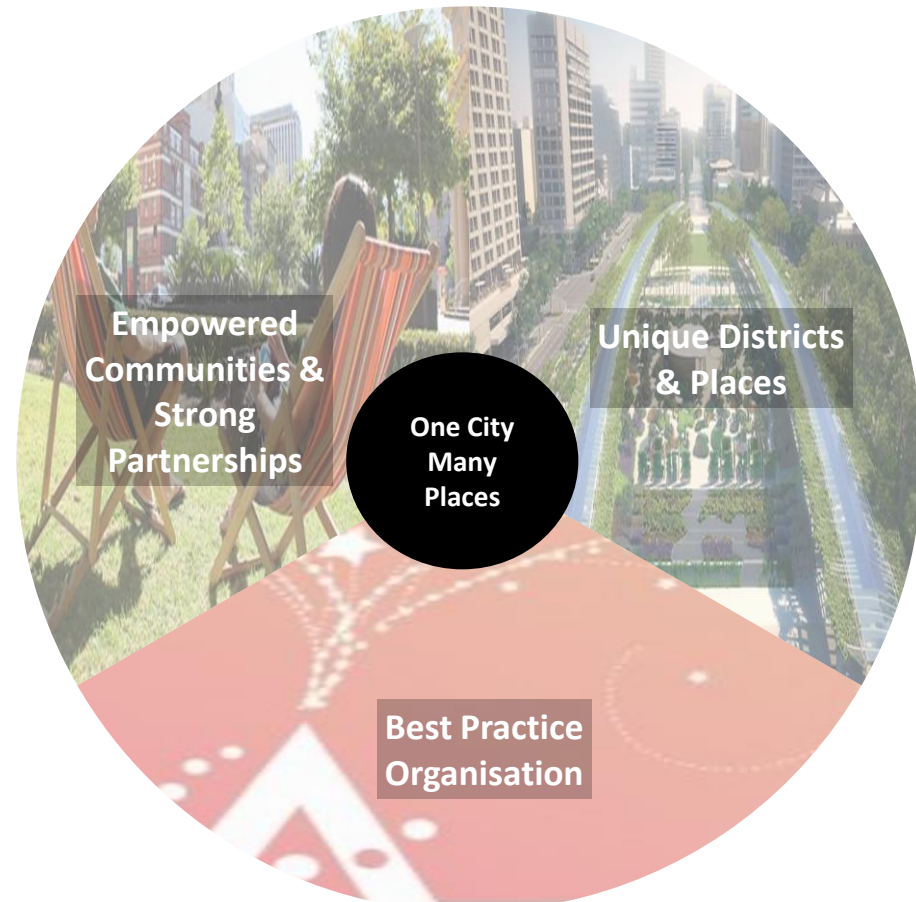 Empowered
Communities &
Strong
Partnerships
Unique Districts
& Places
One City
Many
Places
Best Practice
Organisation